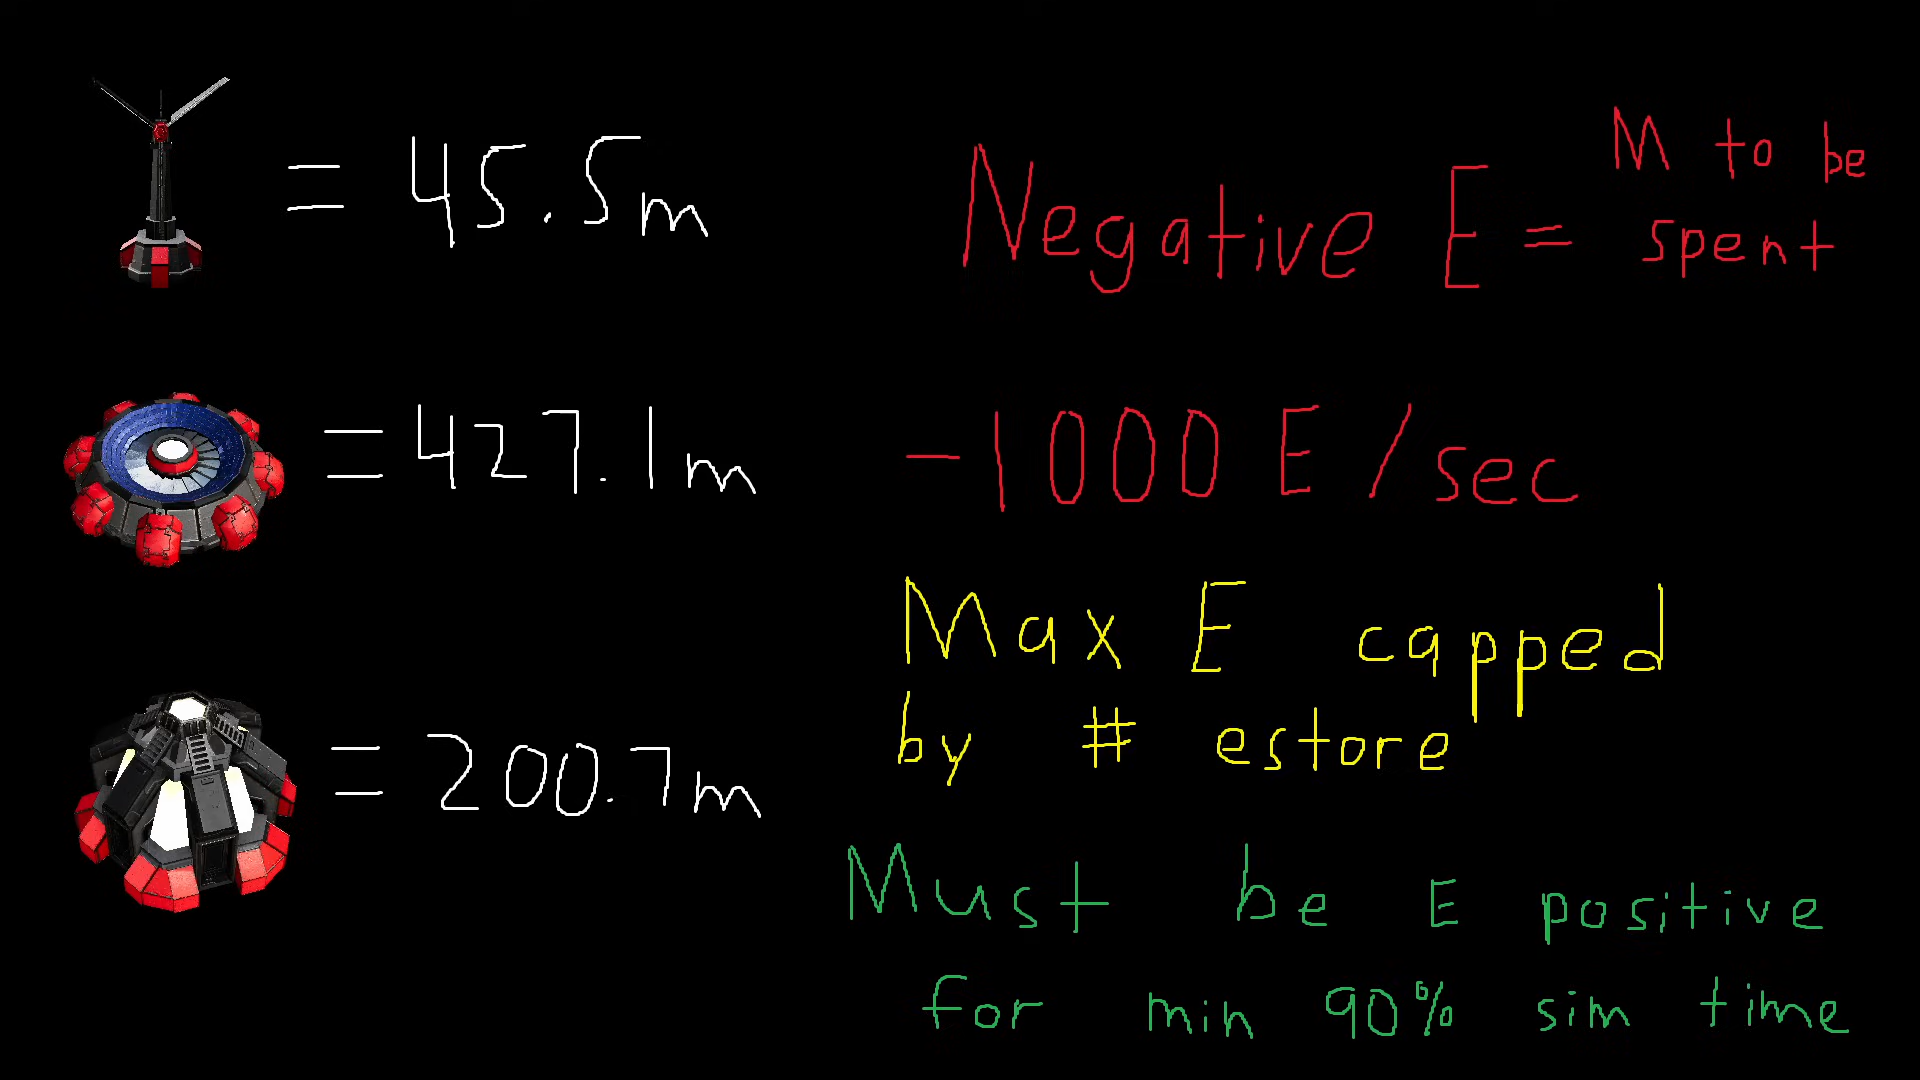 = 45.5m
= 427.1m
= 200.7m
Negative E = M to be
spent
-1000 E/sec
Max E capped
by # estore
Must be E positive
for min 90% sim time